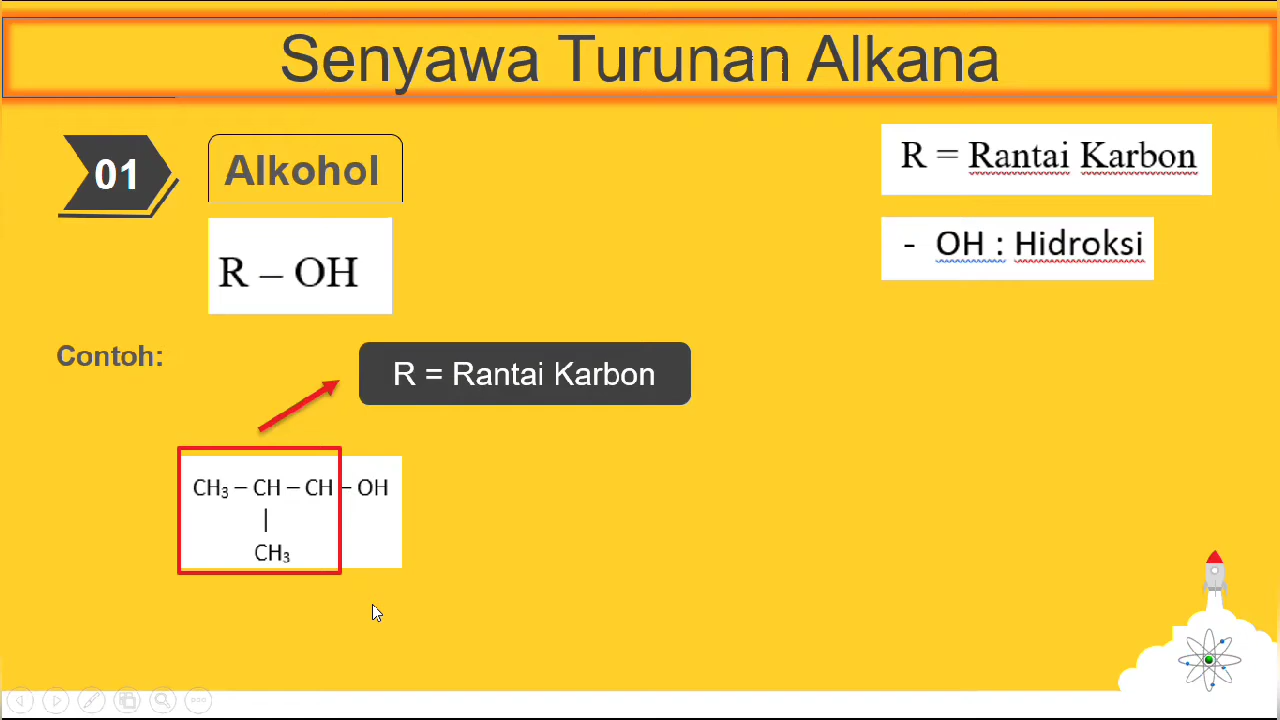 Senyawa Turunan Alkana
01
Alkohol
R = Rantai Karbon
R – OH
- OH : Hidroksi
Contoh:
R = Rantai Karbon
CH₃ – CH – CH – OH
|
CH₃